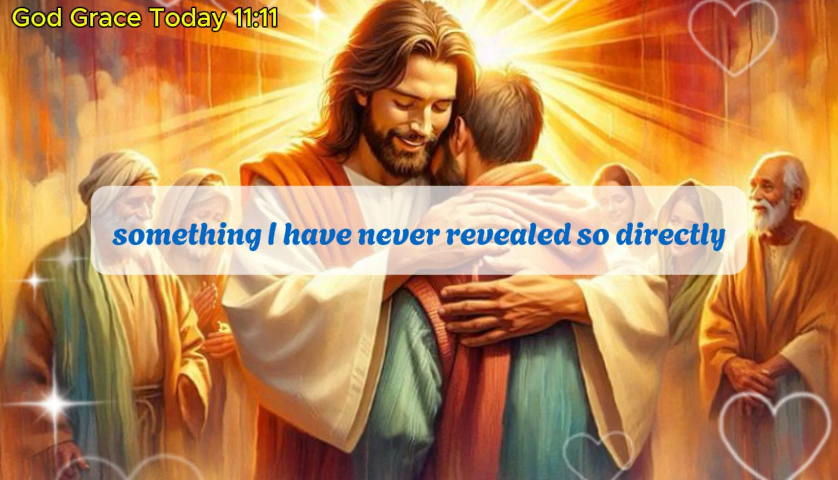 God Grace Today 11:11
something I have never revealed so directly